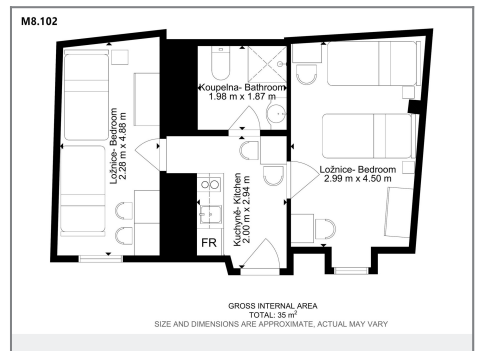 M8.102
Koupelna- Bathroom
1.98 m x 1.87 m
Ložnice- Bedroom
2.28 m x 4.88 m
Ložnice- Bedroom
2.99 m x 4.50 m
Kuchyně- Kitchen
2.00 m x 2.94 m
FR
GROSS INTERNAL AREA
TOTAL: 35 m²
SIZE AND DIMENSIONS ARE APPROXIMATE, ACTUAL MAY VARY